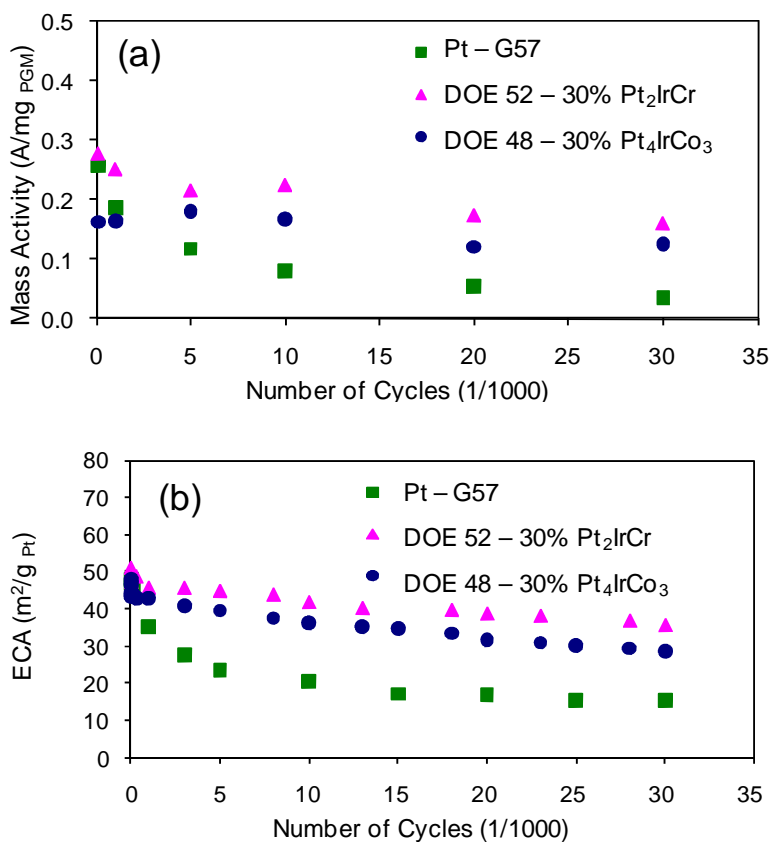 0.5
(a)
Pt – G57
0.4
DOE 52 – 30% Pt₂IrCr
0.3
DOE 48 – 30% Pt₄IrCo₃
0.2
0.1
0.0
Mass Activity (A/mg PGM)
0 5 10 15 20 25 30 35
Number of Cycles (1/1000)
80
(b)
Pt – G57
70
60
DOE 52 – 30% Pt₂IrCr
50
DOE 48 – 30% Pt₄IrCo₃
40
30
20
10
0
ECA (m²/g Pt)
0 5 10 15 20 25 30 35
Number of Cycles (1/1000)